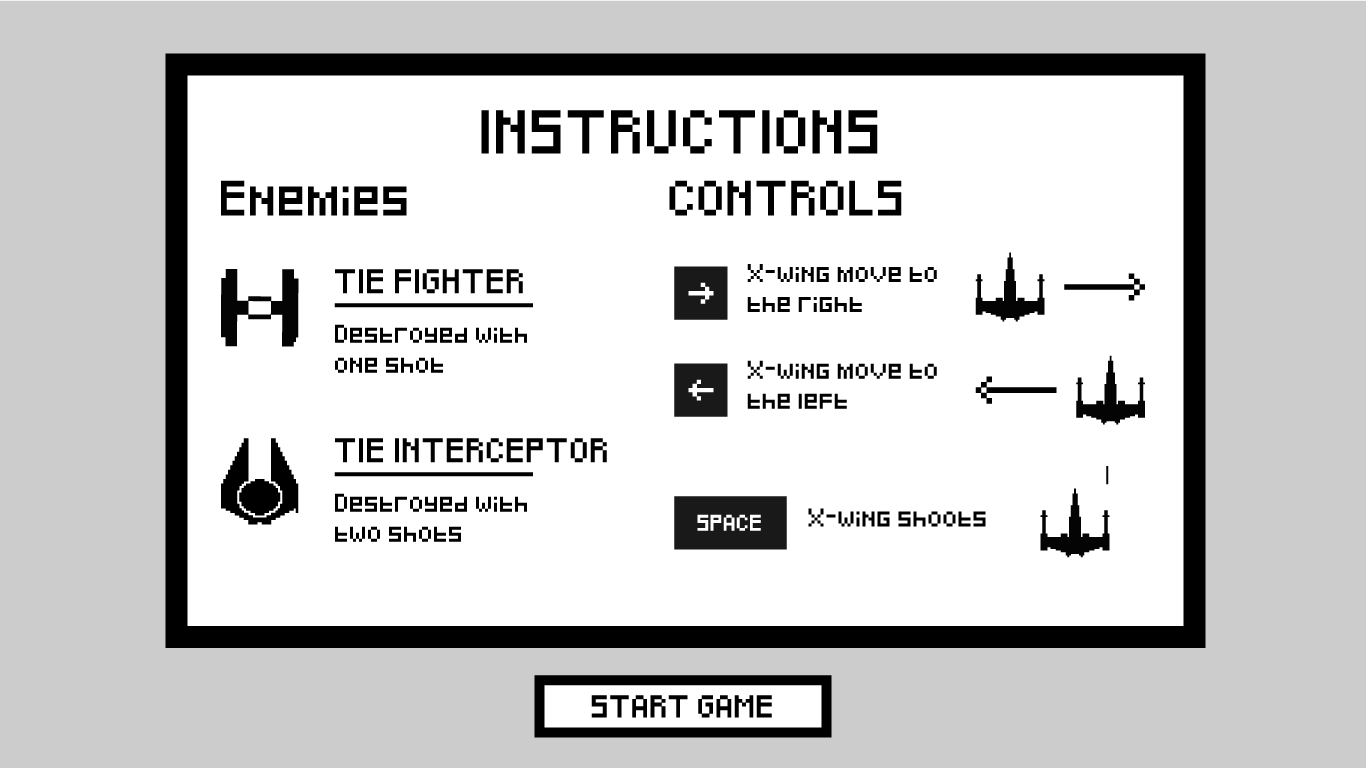 INSTRUCTIONS
Enemies
TIE FIGHTER
Destroyed with
one shot
TIE INTERCEPTOR
Destroyed with
two shots
CONTROLS
X-wing move to
the right
X-wing move to
the left
SPACE
X-wing shoots
START GAME